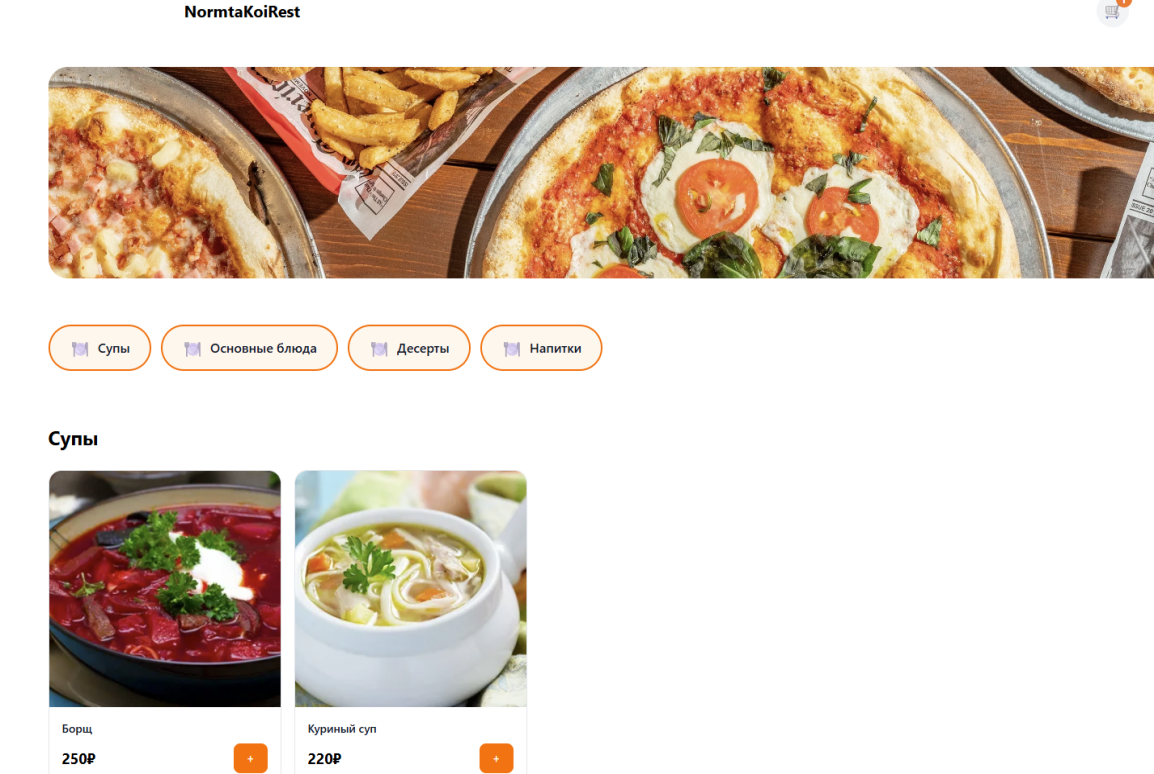 NormtaKoiRest
Супы
Основные блюда
Десерты
Напитки
Супы
Борщ
Куриный суп
250₽
+
220₽
+